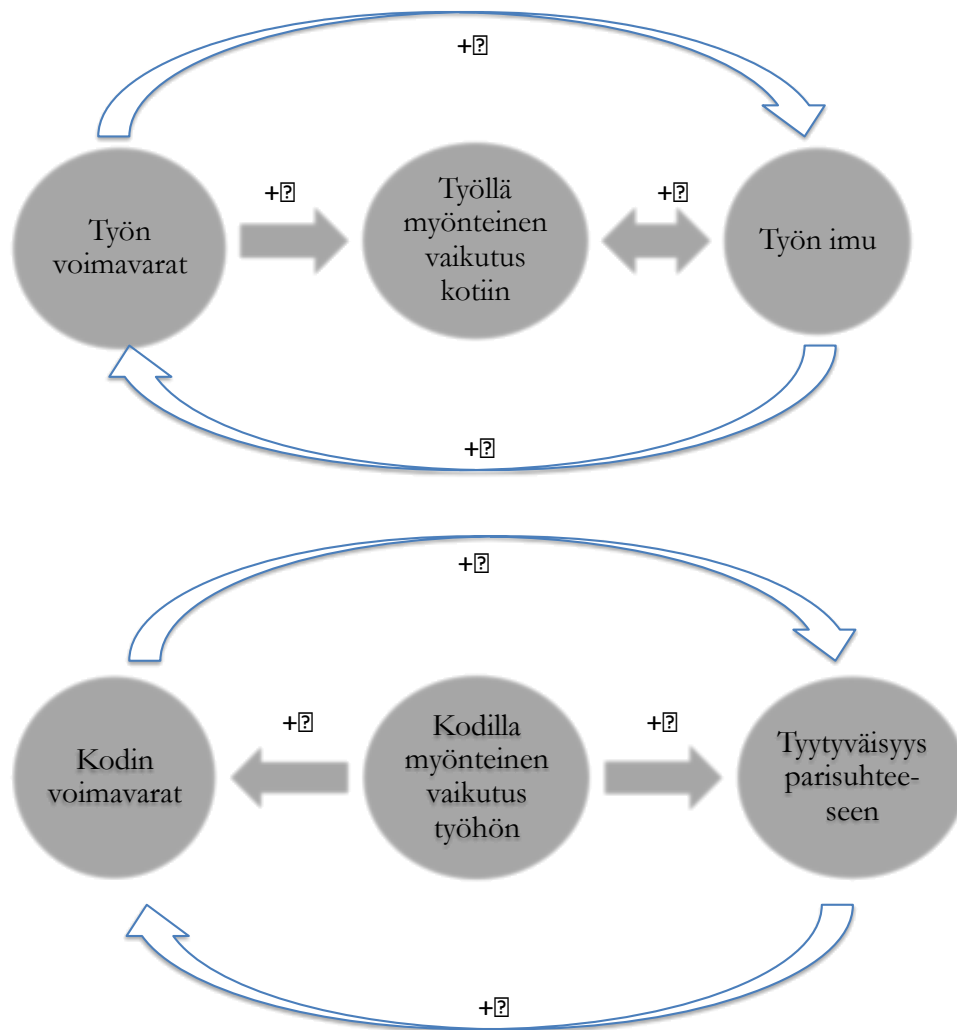 +⍰
+⍰
+⍰
Työn
voimavarat
Työllä
myönteinen
vaikutus
kotiin
Työn imu
+⍰
+⍰
+⍰
+⍰
Kodin
voimavarat
Kodilla
myönteinen
vaikutus
työhön
Tyytyväisyys
parisuhtee-
seen
+⍰